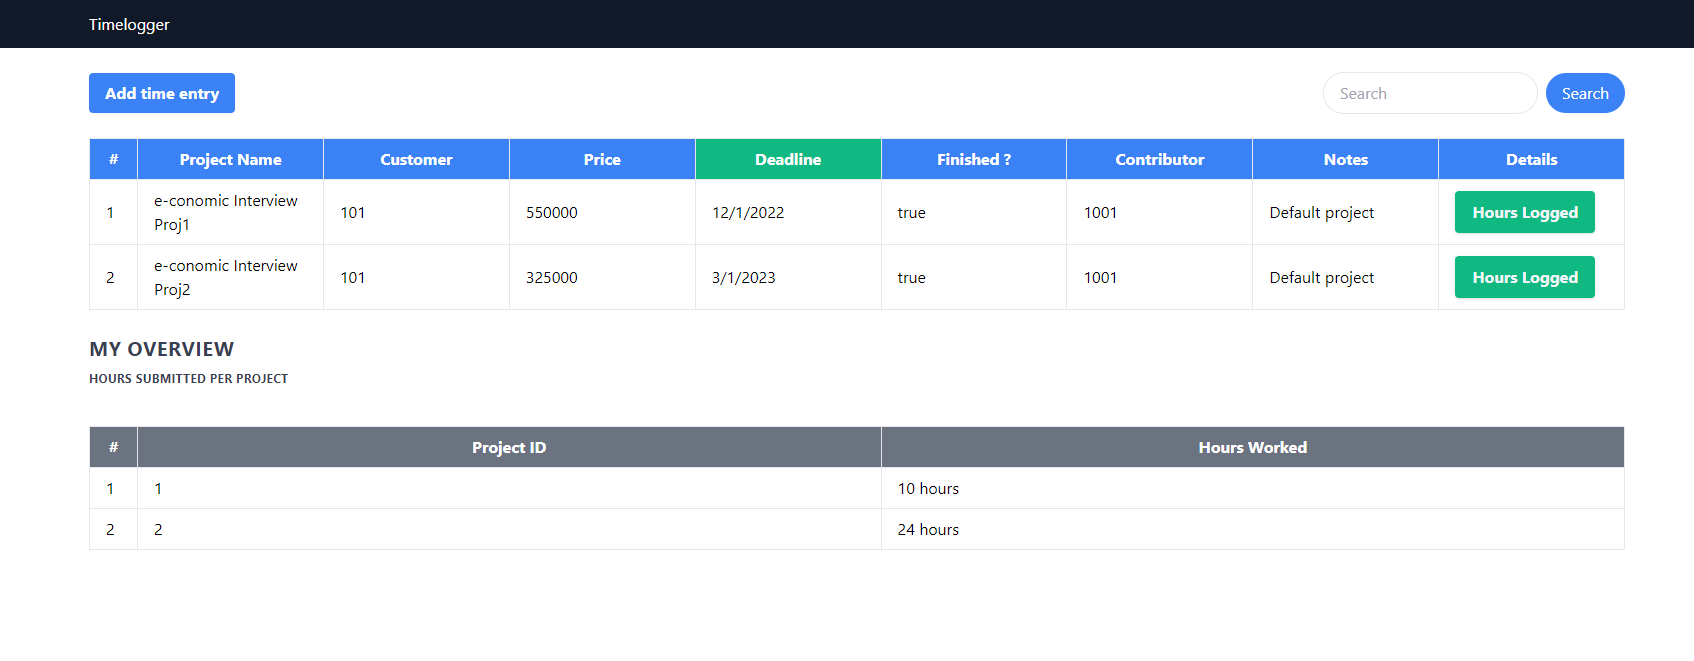 Timelogger
Add time entry Search Search
# Project Name Customer Price Deadline Finished ? Contributor Notes Details
1 e-conomic Interview Proj1 101 550000 12/1/2022 true 1001 Default project Hours Logged
2 e-conomic Interview Proj2 101 325000 3/1/2023 true 1001 Default project Hours Logged
MY OVERVIEW
HOURS SUBMITTED PER PROJECT
# Project ID Hours Worked
1 1 10 hours
2 2 24 hours